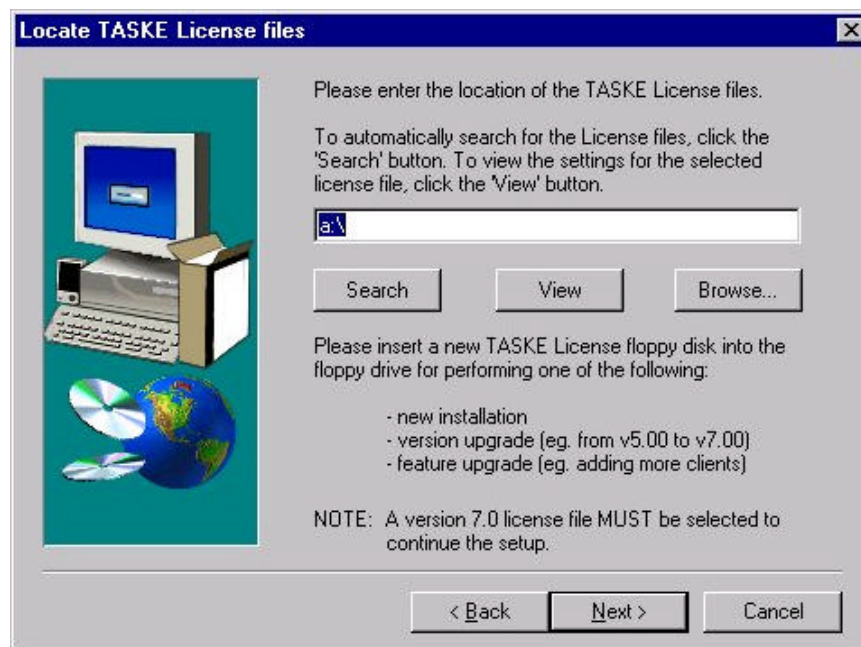 Locate TASKE License files
Please enter the location of the TASKE License files.
To automatically search for the License files, click the
'Search' button. To view the settings for the selected
license file, click the 'View' button.
a:\
Search View Browse...
Please insert a new TASKE License floppy disk into the
floppy drive for performing one of the following:
- new installation
- version upgrade (eg. from v5.00 to v7.00)
- feature upgrade (eg. adding more clients)
NOTE: A version 7.0 license file MUST be selected to
continue the setup.
< Back Next > Cancel